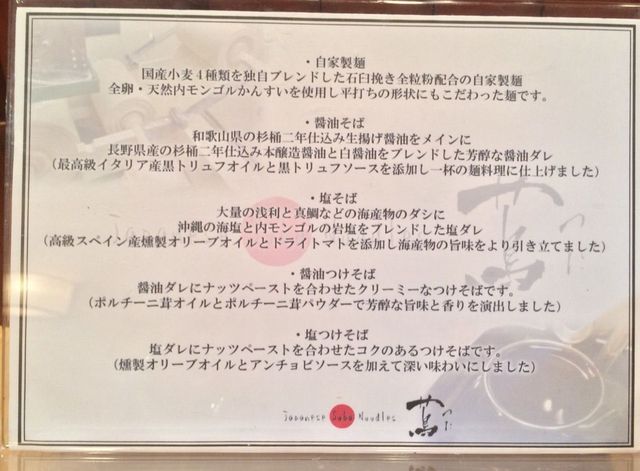 ・自家製麺
国産小麦４種類を独自ブレンドした石臼挽き全粒粉配合の自家製麺
全卵・天然内モンゴルかんすいを使用し平打ちの形状にもこだわった麺です。
・醤油そば
和歌山県の杉桶二年仕込み生揚げ醤油をメインに
長野県産の杉桶二年仕込み本醸造醤油と白醤油をブレンドした芳醇な醤油ダレ
（最高級イタリア産黒トリュフオイルと黒トリュフソースを添加し一杯の麺料理に仕上げました）
・塩そば
大量の浅利と真鯛などの海産物のダシに
沖縄の海塩と内モンゴルの岩塩をブレンドした塩ダレ
（高級スペイン産燻製オリーブオイルとドライトマトを添加し海産物の旨味をより引き立てました）
・醤油つけそば
醤油ダレにナッツペーストを合わせたクリーミーなつけそばです。
（ポルチーニ茸オイルとポルチーニ茸パウダーで芳醇な旨味と香りを演出しました）
・塩つけそば
塩ダレにナッツペーストを合わせたコクのあるつけそばです。
（燻製オリーブオイルとアンチョビソースを加えて深い味わいにしました）
Japanese Soba Noodles 蔦 つた